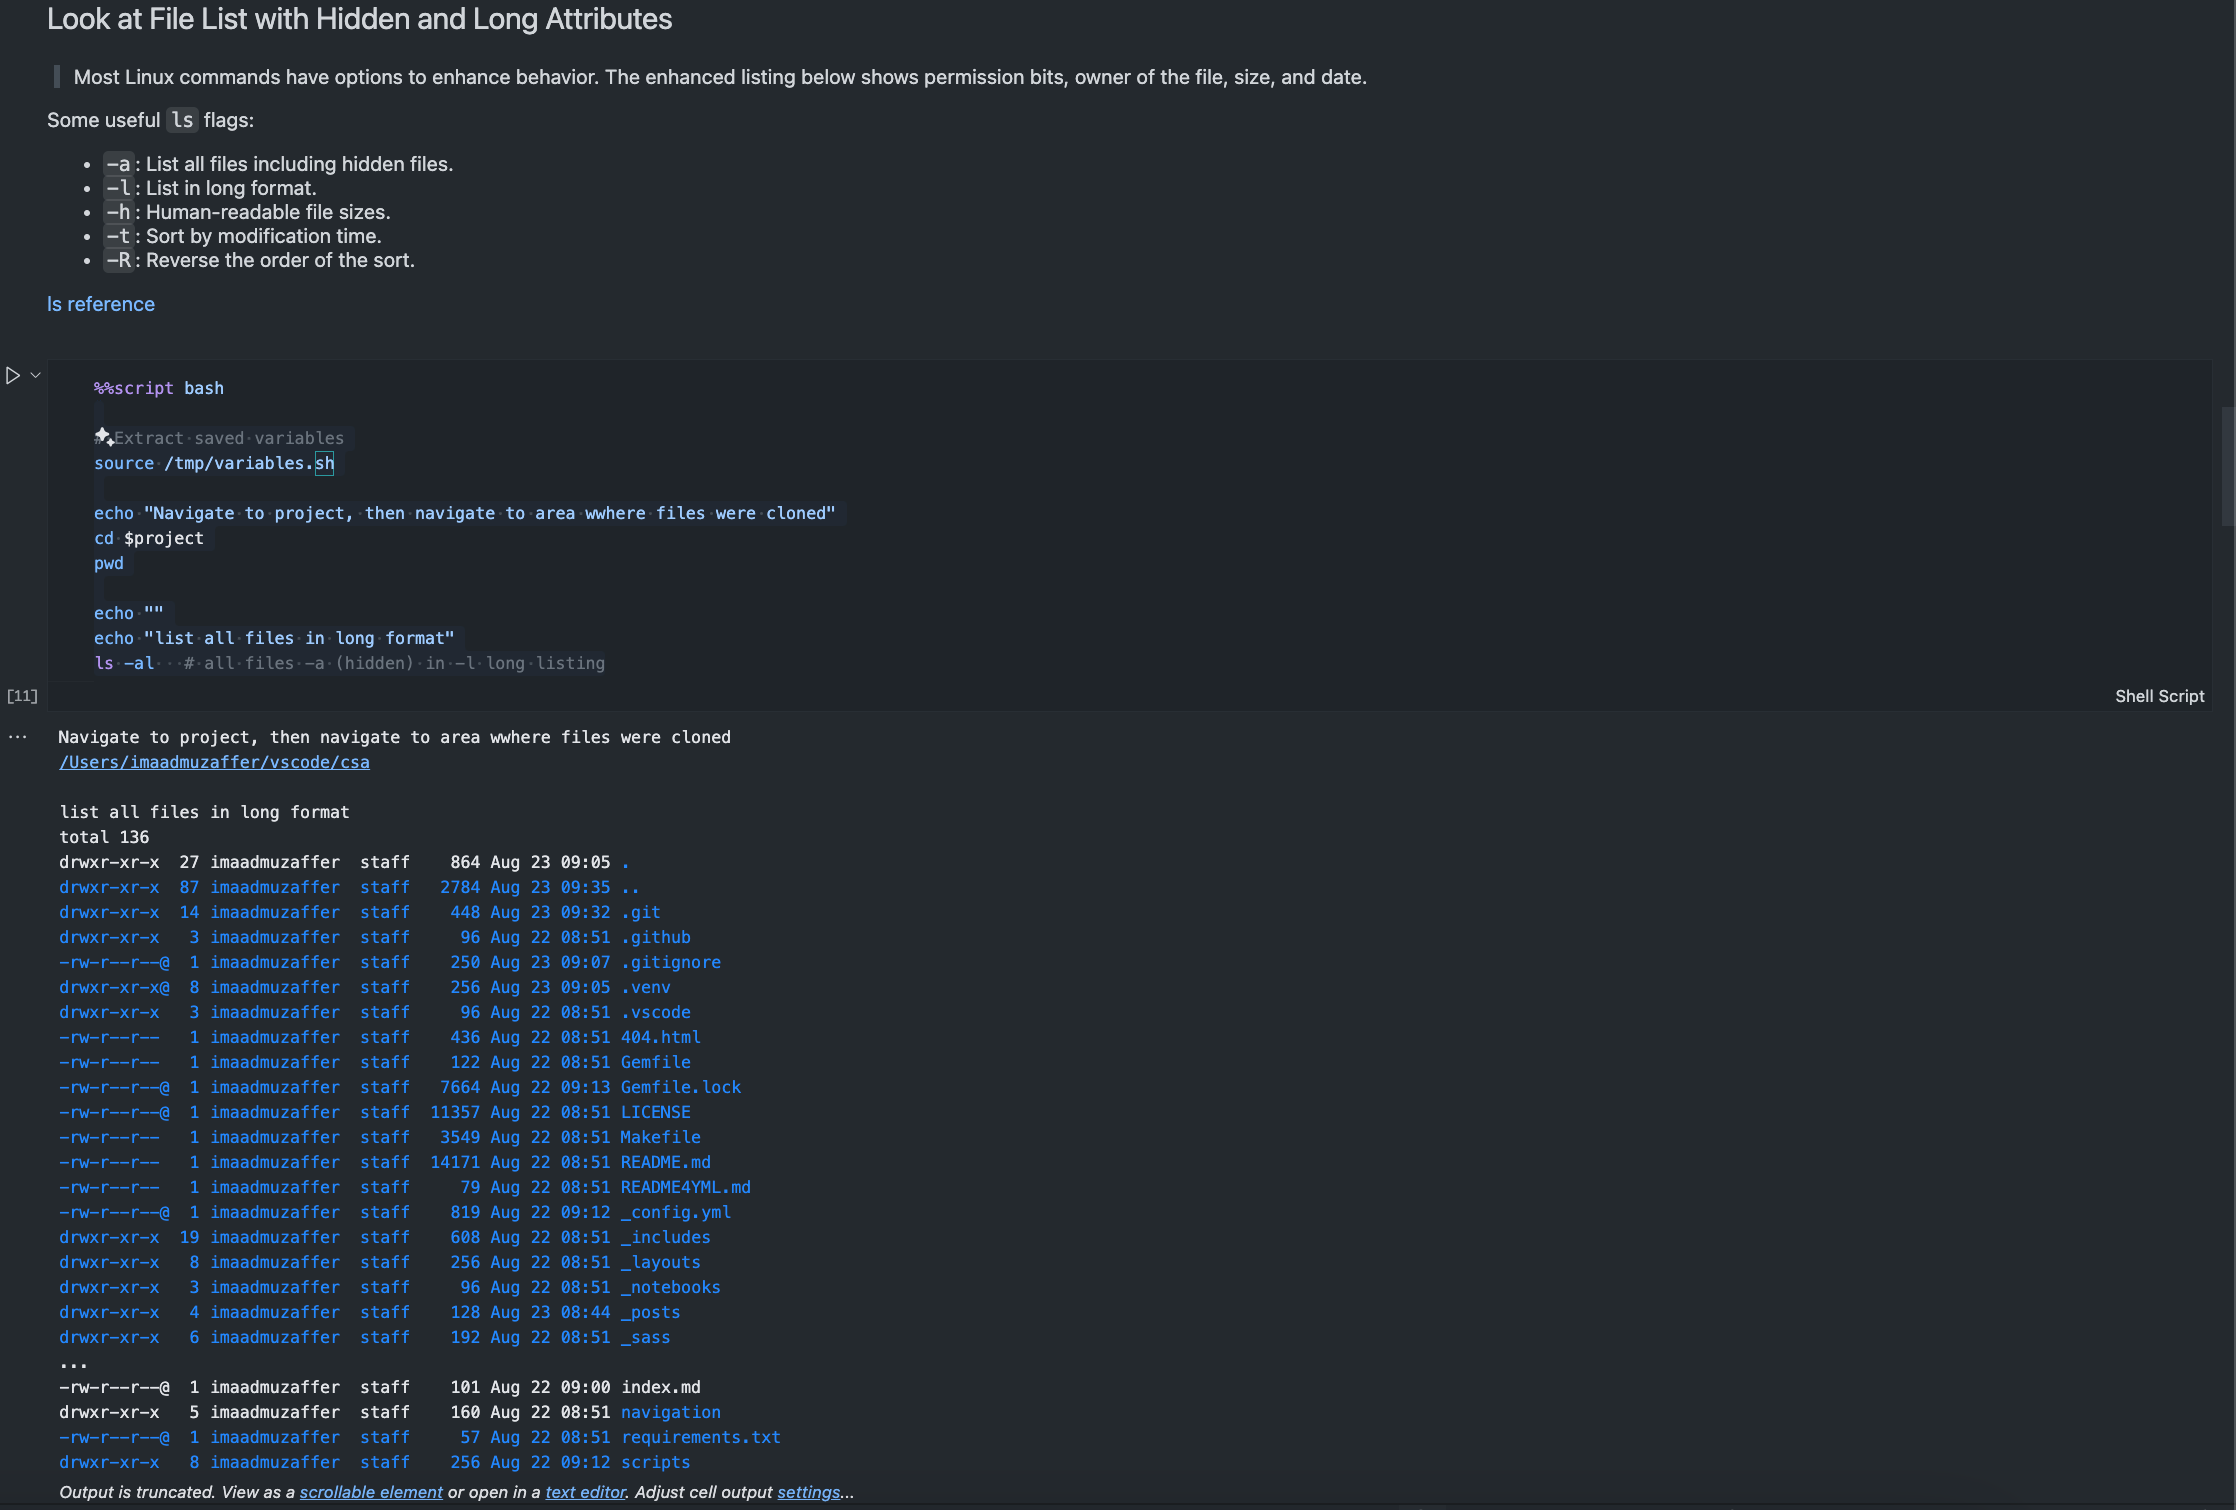 Look at File List with Hidden and Long Attributes
Most Linux commands have options to enhance behavior. The enhanced listing below shows permission bits, owner of the file, size, and date.
Some useful ls flags:
• -a: List all files including hidden files.
• -l: List in long format.
• -h: Human-readable file sizes.
• -t: Sort by modification time.
• -R: Reverse the order of the sort.
ls reference
%%script bash
# Extract saved variables
source /tmp/variables.sh
echo "Navigate to project, then navigate to area wwhere files were cloned"
cd $project
pwd
echo ""
echo "list all files in long format"
ls -al   # all files -a (hidden) in -l long listing
[11]
Shell Script
Navigate to project, then navigate to area wwhere files were cloned
/Users/imaadmuzaffer/vscode/csa
list all files in long format
total 136
drwxr-xr-x  27 imaadmuzaffer  staff    864 Aug 23 09:05 .
drwxr-xr-x  87 imaadmuzaffer  staff   2784 Aug 23 09:35 ..
drwxr-xr-x  14 imaadmuzaffer  staff    448 Aug 23 09:32 .git
drwxr-xr-x   3 imaadmuzaffer  staff     96 Aug 22 08:51 .github
-rw-r--r--@  1 imaadmuzaffer  staff    250 Aug 23 09:07 .gitignore
drwxr-xr-x@  8 imaadmuzaffer  staff    256 Aug 23 09:05 .venv
drwxr-xr-x   3 imaadmuzaffer  staff     96 Aug 22 08:51 .vscode
-rw-r--r--   1 imaadmuzaffer  staff    436 Aug 22 08:51 404.html
-rw-r--r--   1 imaadmuzaffer  staff    122 Aug 22 08:51 Gemfile
-rw-r--r--@  1 imaadmuzaffer  staff   7664 Aug 22 09:13 Gemfile.lock
-rw-r--r--@  1 imaadmuzaffer  staff  11357 Aug 22 08:51 LICENSE
-rw-r--r--   1 imaadmuzaffer  staff   3549 Aug 22 08:51 Makefile
-rw-r--r--   1 imaadmuzaffer  staff  14171 Aug 22 08:51 README.md
-rw-r--r--   1 imaadmuzaffer  staff     79 Aug 22 08:51 README4YML.md
-rw-r--r--@  1 imaadmuzaffer  staff    819 Aug 22 09:12 _config.yml
drwxr-xr-x  19 imaadmuzaffer  staff    608 Aug 22 08:51 _includes
drwxr-xr-x   8 imaadmuzaffer  staff    256 Aug 22 08:51 _layouts
drwxr-xr-x   3 imaadmuzaffer  staff     96 Aug 22 08:51 _notebooks
drwxr-xr-x   4 imaadmuzaffer  staff    128 Aug 23 08:44 _posts
drwxr-xr-x   6 imaadmuzaffer  staff    192 Aug 22 08:51 _sass
...
-rw-r--r--@  1 imaadmuzaffer  staff    101 Aug 22 09:00 index.md
drwxr-xr-x   5 imaadmuzaffer  staff    160 Aug 22 08:51 navigation
-rw-r--r--@  1 imaadmuzaffer  staff     57 Aug 22 08:51 requirements.txt
drwxr-xr-x   8 imaadmuzaffer  staff    256 Aug 22 09:12 scripts
Output is truncated. View as a scrollable element or open in a text editor. Adjust cell output settings...